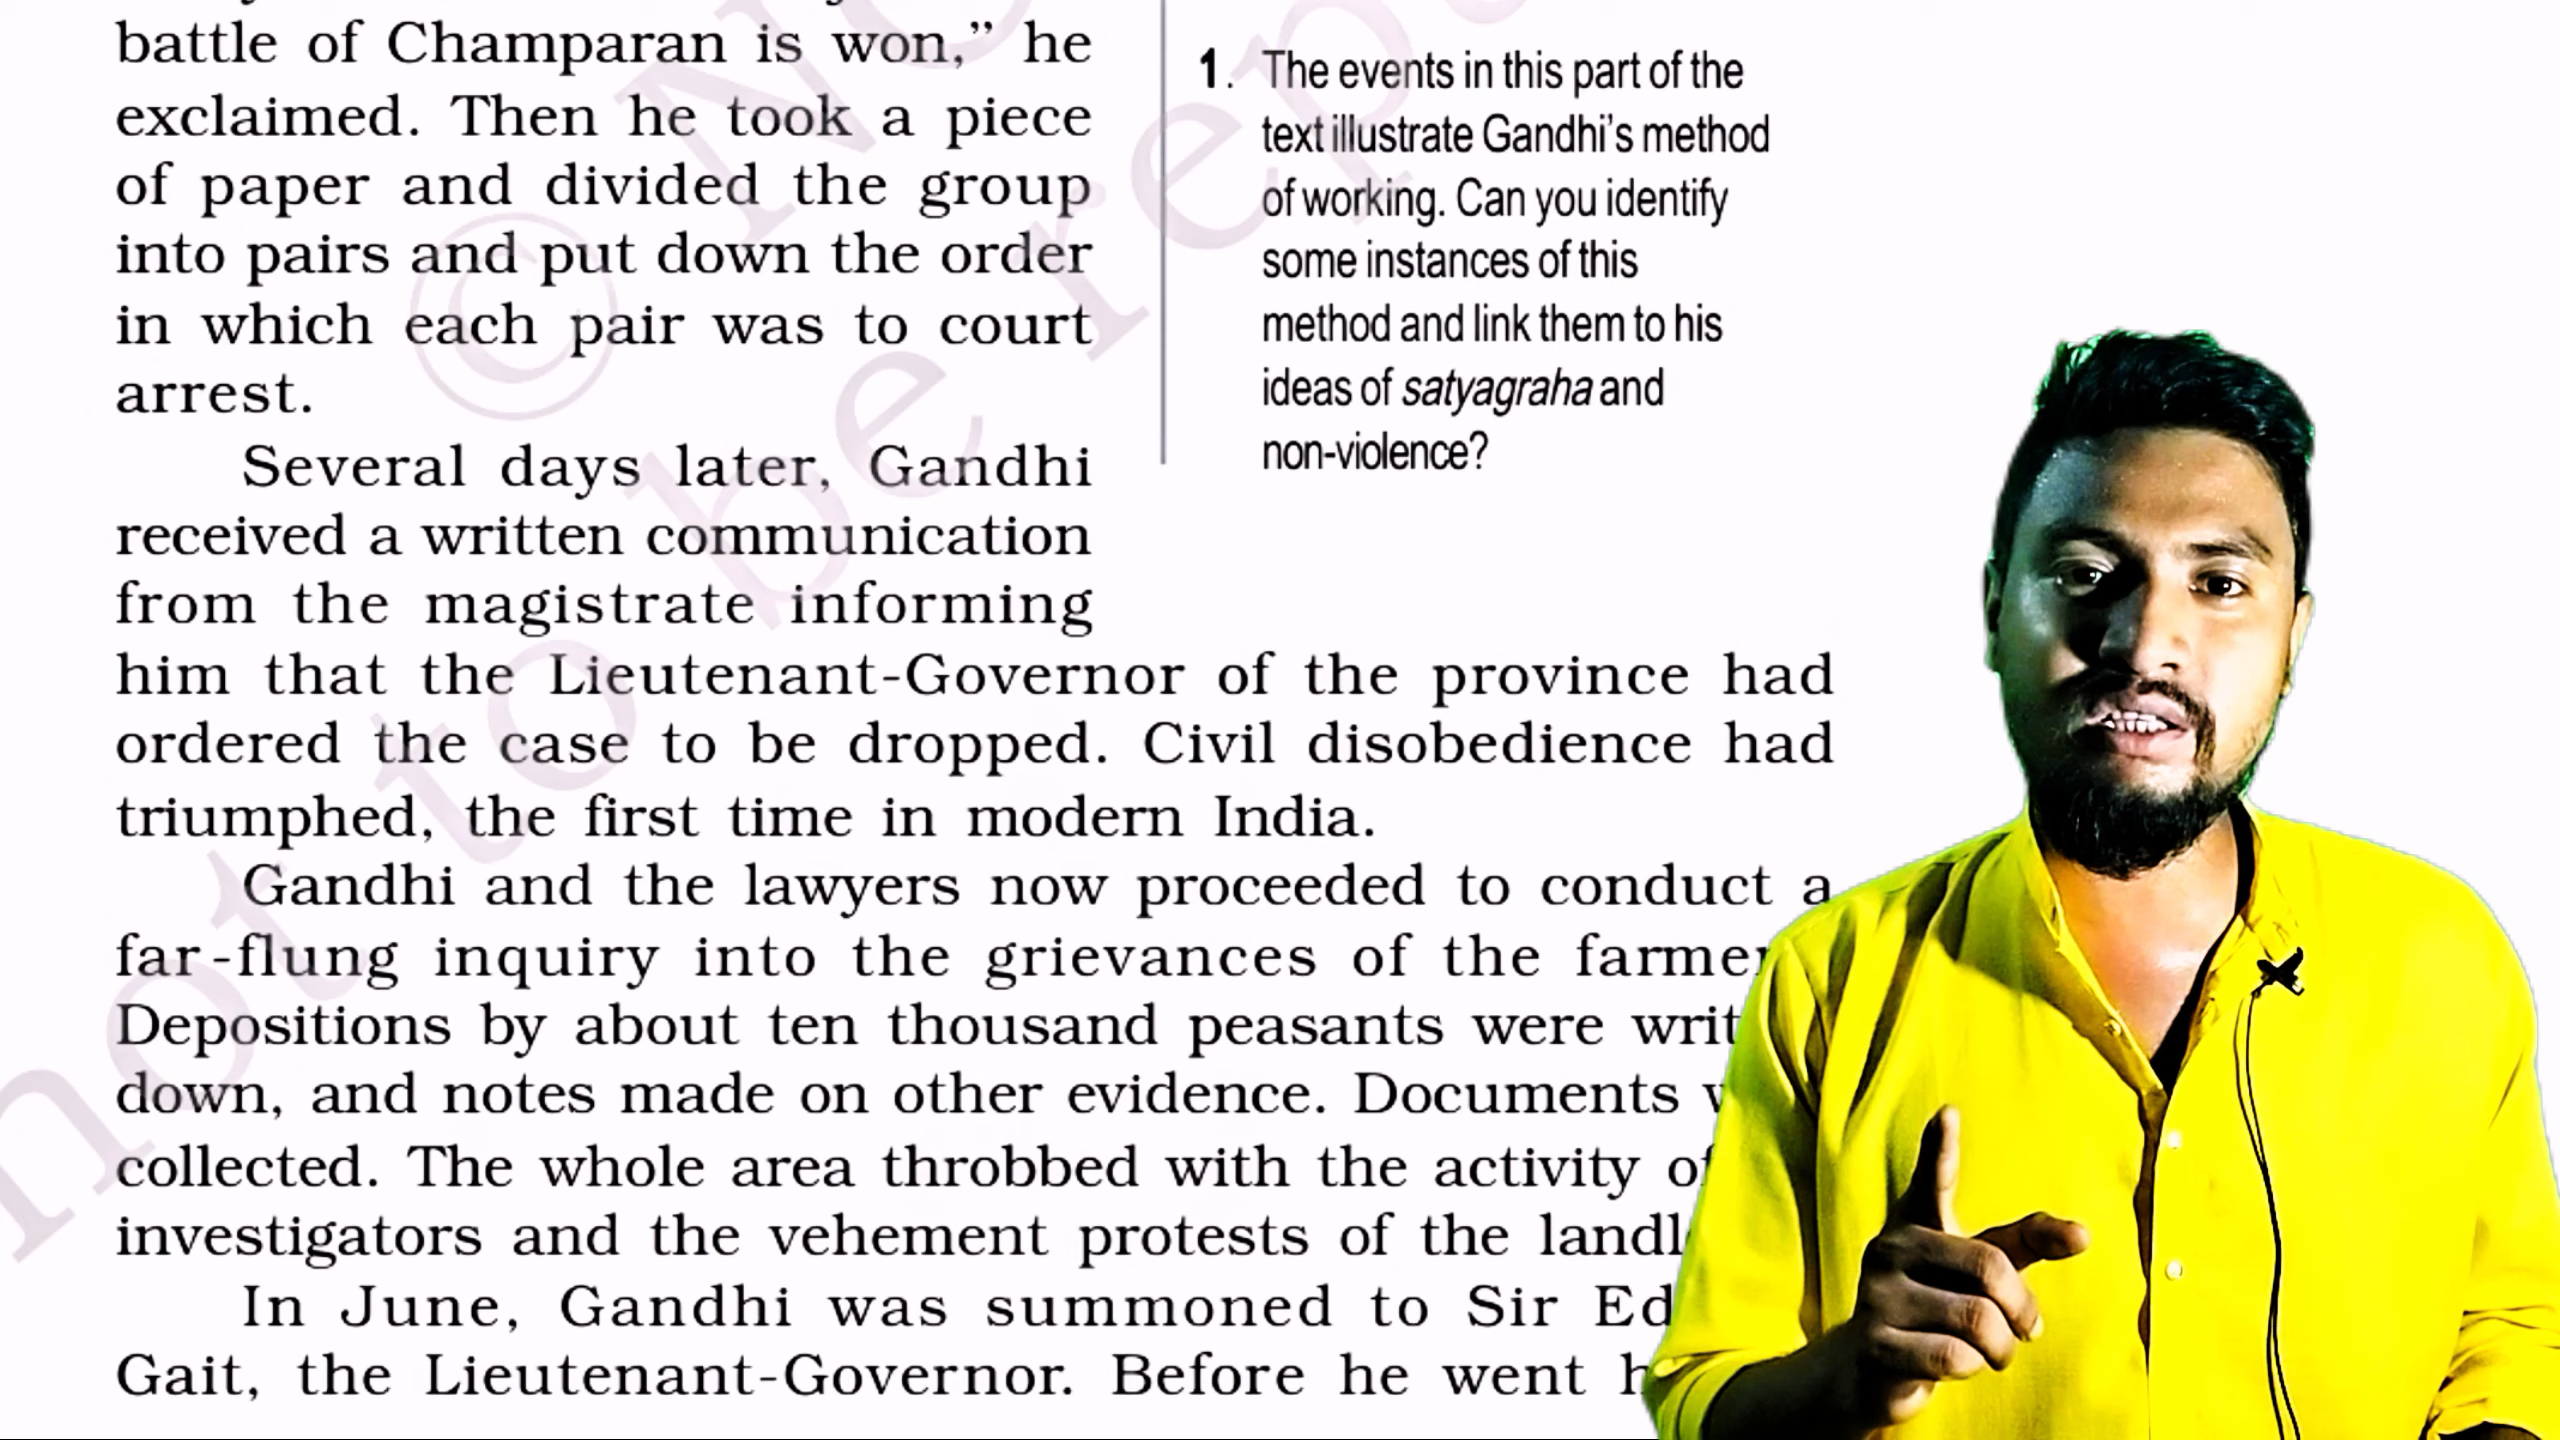 battle of Champaran is won,” he
exclaimed. Then he took a piece
of paper and divided the group
into pairs and put down the order
in which each pair was to court
arrest.
Several days later, Gandhi
received a written communication
from the magistrate informing
him that the Lieutenant-Governor of the province had
ordered the case to be dropped. Civil disobedience had
triumphed, the first time in modern India.
Gandhi and the lawyers now proceeded to conduct a
far-flung inquiry into the grievances of the
Depositions by about ten thousand peasants were
down, and notes made on other evidence. Documents
collected. The whole area throbbed with the activity
investigators and the vehement protests of the
In June, Gandhi was summoned to Sir
Gait, the Lieutenant-Governor. Before he went
1. The events in this part of the
text illustrate Gandhi’s method
of working. Can you identify
some instances of this
method and link them to his
ideas of satyagraha and
non-violence?
©
not to be